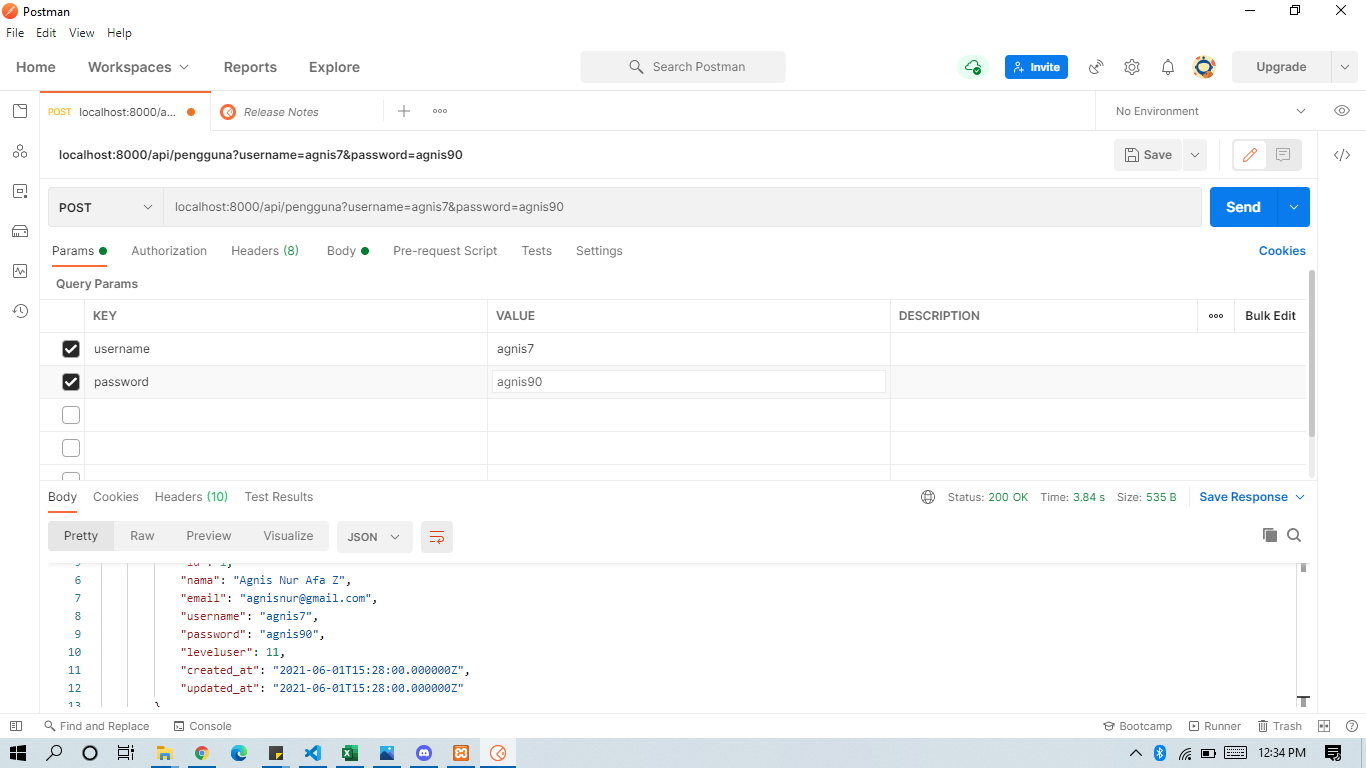 Postman
File Edit View Help
Home Workspaces Reports Explore Search Postman Invite Upgrade
POST localhost:8000/a... Release Notes No Environment
localhost:8000/api/pengguna?username=agnis7&password=agnis90 Save
POST localhost:8000/api/pengguna?username=agnis7&password=agnis90 Send
Params Authorization Headers (8) Body Pre-request Script Tests Settings Cookies
Query Params
KEY VALUE DESCRIPTION Bulk Edit
username agnis7
password agnis90
Body Cookies Headers (10) Test Results Status: 200 OK Time: 3.84 s Size: 535 B Save Response
Pretty Raw Preview Visualize JSON
5 "id": 1,
6 "nama": "Agnis Nur Afa Z",
7 "email": "agnisnur@gmail.com",
8 "username": "agnis7",
9 "password": "agnis90",
10 "leveluser": 11,
11 "created_at": "2021-06-01T15:28:00.000000Z",
12 "updated_at": "2021-06-01T15:28:00.000000Z"
13 }
Find and Replace Console Bootcamp Runner Trash
12:34 PM